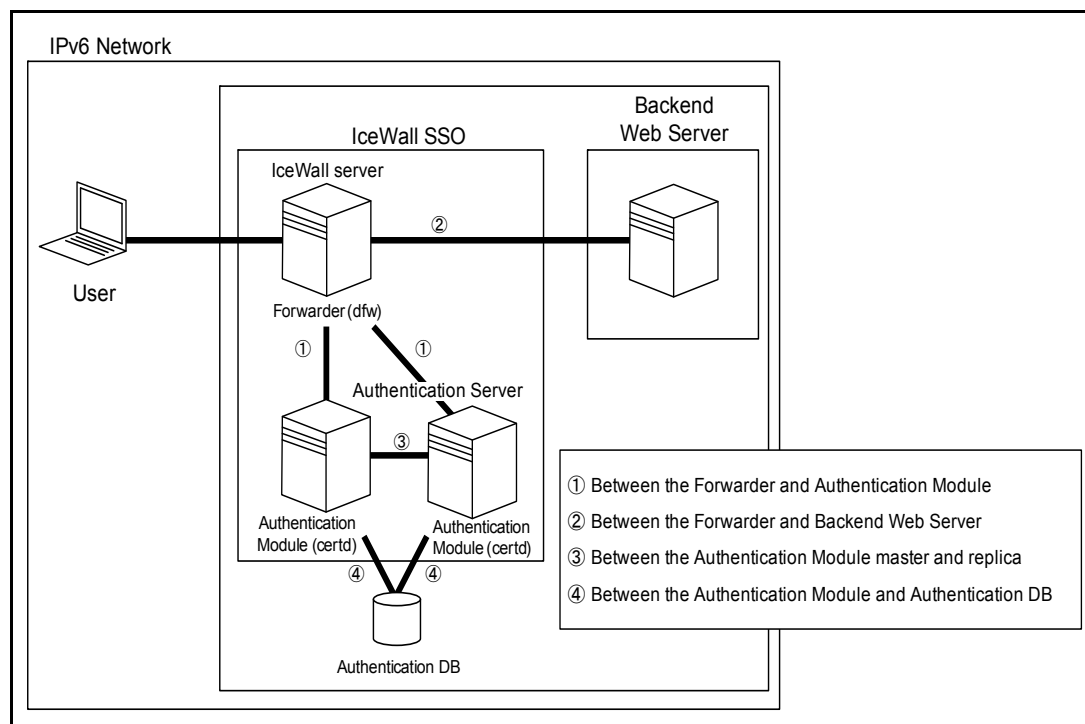 IPv6 Network
Backend
Web Server
IceWall SSO
IceWall server
②
User
Forwarder (dfw)
①
①
Authentication Server
③
Authentication
Module (certd)
Authentication
Module (certd)
④
④
Authentication DB
① Between the Forwarder and Authentication Module
② Between the Forwarder and Backend Web Server
③ Between the Authentication Module master and replica
④ Between the Authentication Module and Authentication DB